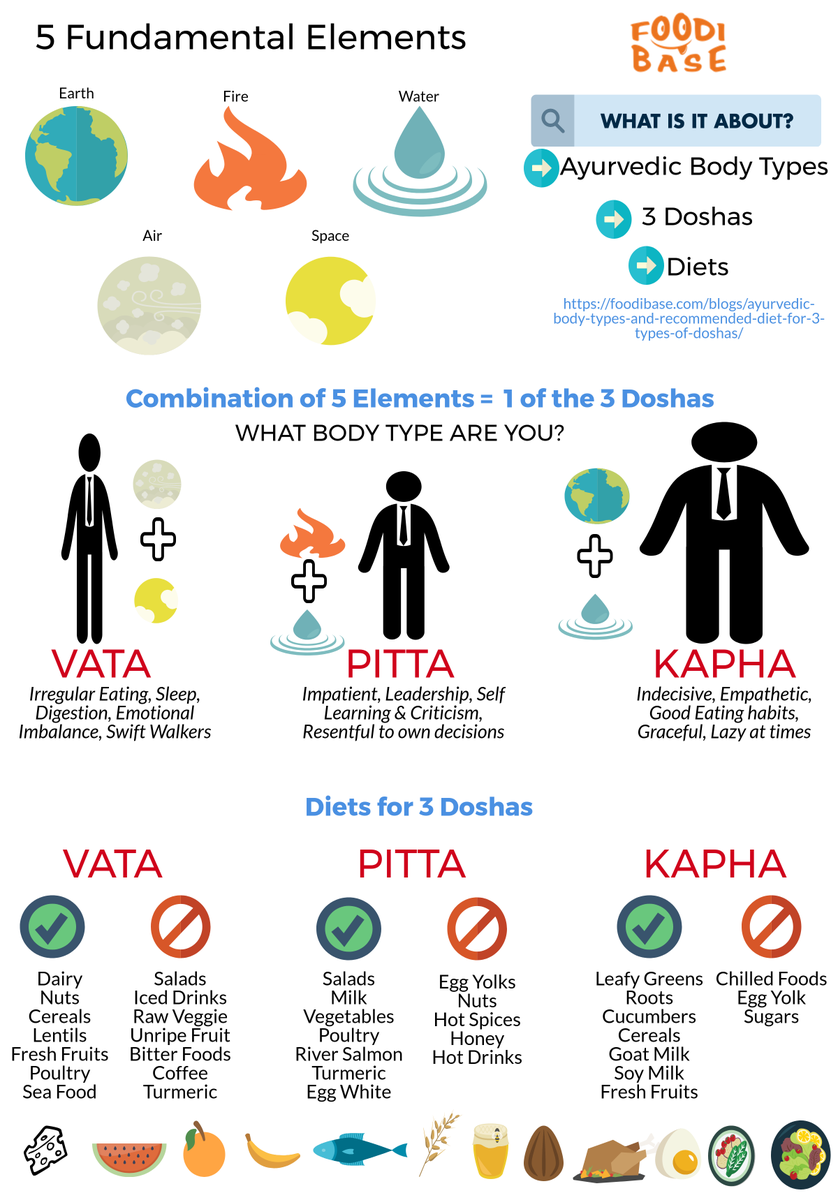 5 Fundamental Elements
FOODI
BASE
Earth
Fire
Water
Air
Space
WHAT IS IT ABOUT?
Ayurvedic Body Types
3 Doshas
Diets
https://foodibase.com/blogs/ayurvedic-
body-types-and-recommended-diet-for-3-
types-of-doshas/
Combination of 5 Elements = 1 of the 3 Doshas
WHAT BODY TYPE ARE YOU?
VATA
Irregular Eating, Sleep,
Digestion, Emotional
Imbalance, Swift Walkers
PITTA
Impatient, Leadership, Self
Learning & Criticism,
Resentful to own decisions
KAPHA
Indecisive, Empathetic,
Good Eating habits,
Graceful, Lazy at times
Diets for 3 Doshas
VATA
Dairy
Nuts
Cereals
Lentils
Fresh Fruits
Poultry
Sea Food
Salads
Iced Drinks
Raw Veggie
Unripe Fruit
Bitter Foods
Coffee
Turmeric
PITTA
Salads
Milk
Vegetables
Poultry
River Salmon
Turmeric
Egg White
Egg Yolks
Nuts
Hot Spices
Honey
Hot Drinks
KAPHA
Leafy Greens
Roots
Cucumbers
Cereals
Goat Milk
Soy Milk
Fresh Fruits
Chilled Foods
Egg Yolk
Sugars